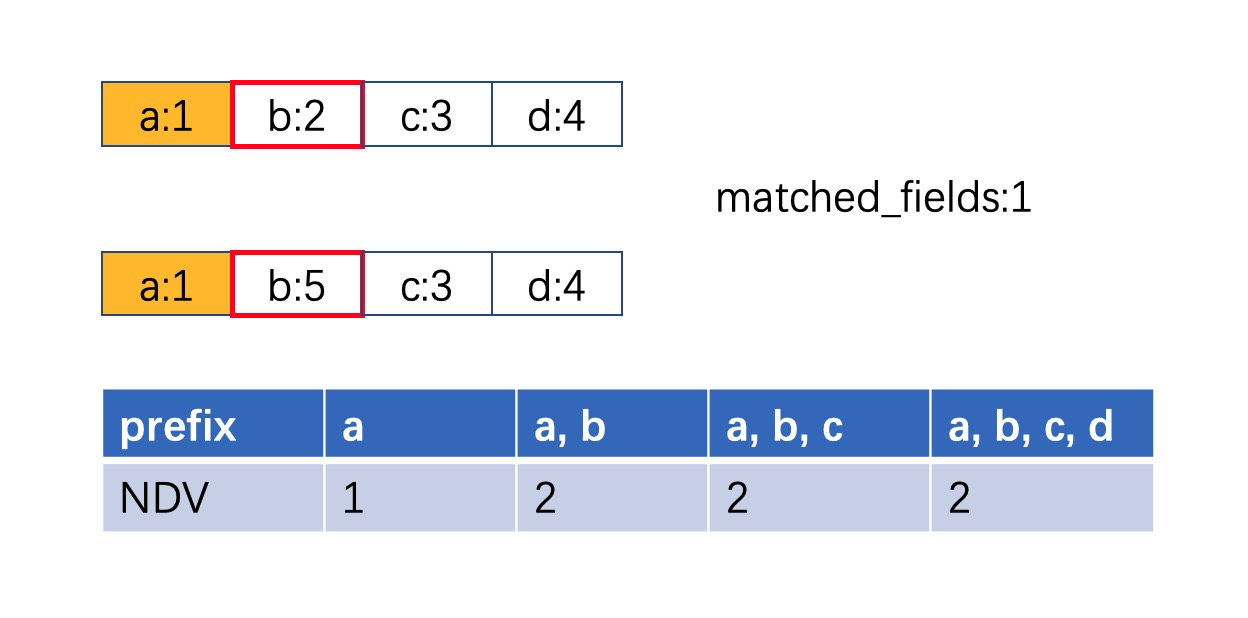 a:1 b:2 c:3 d:4
matched_fields:1
a:1 b:5 c:3 d:4
prefix a a, b a, b, c a, b, c, d
NDV 1 2 2 2